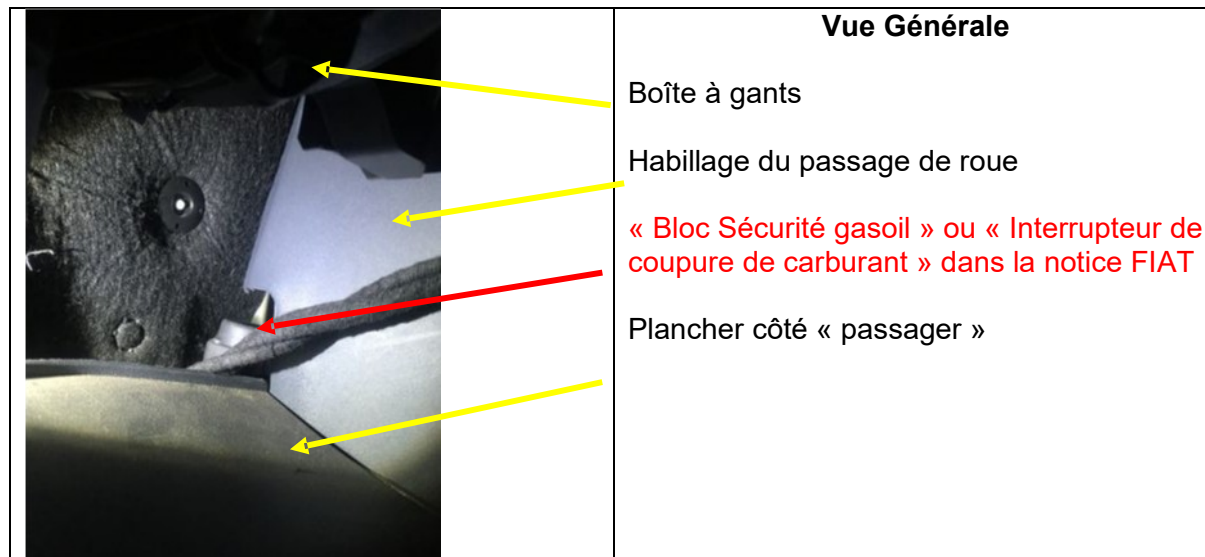 Vue Générale
Boîte à gants
Habillage du passage de roue
« Bloc Sécurité gasoil » ou « Interrupteur de
coupure de carburant » dans la notice FIAT
Plancher côté « passager »